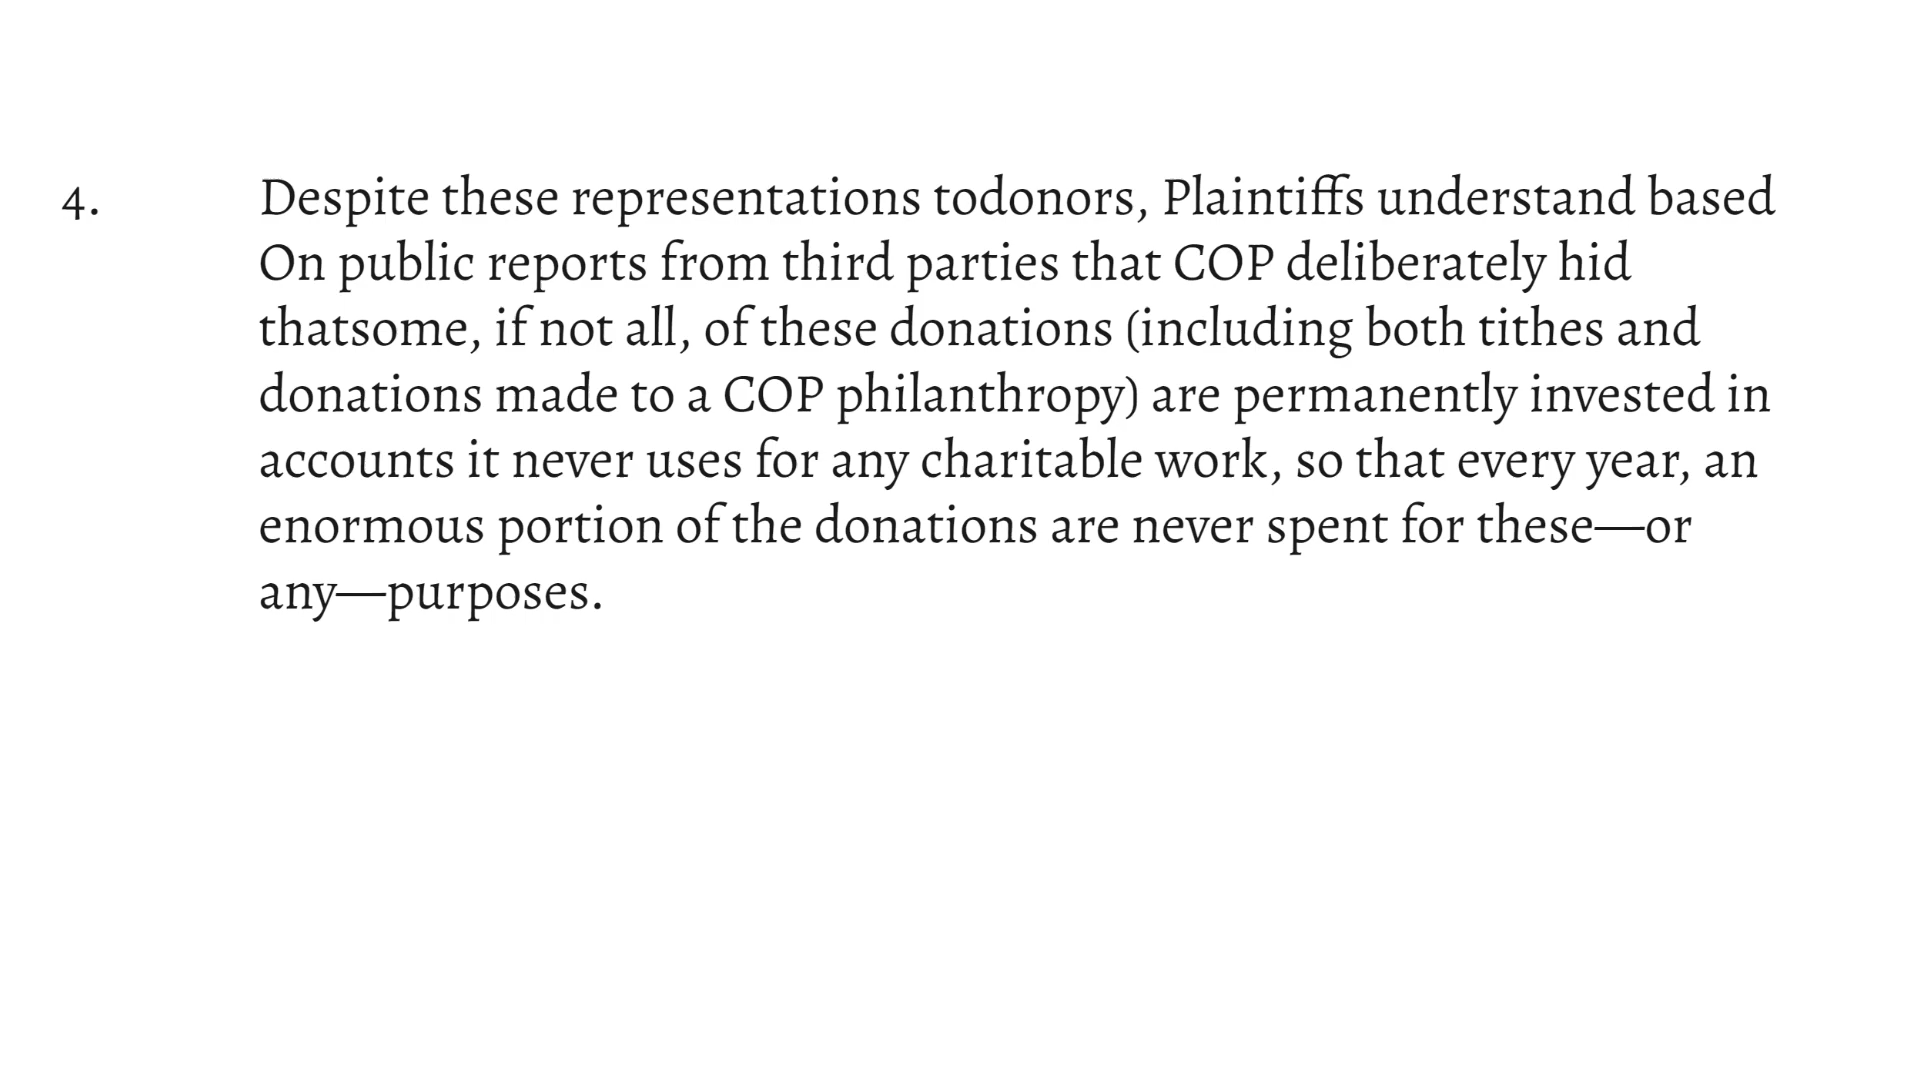 4. Despite these representations todonors, Plaintiffs understand based
On public reports from third parties that COP deliberately hid
thatsome, if not all, of these donations (including both tithes and
donations made to a COP philanthropy) are permanently invested in
accounts it never uses for any charitable work, so that every year, an
enormous portion of the donations are never spent for these—or
any—purposes.